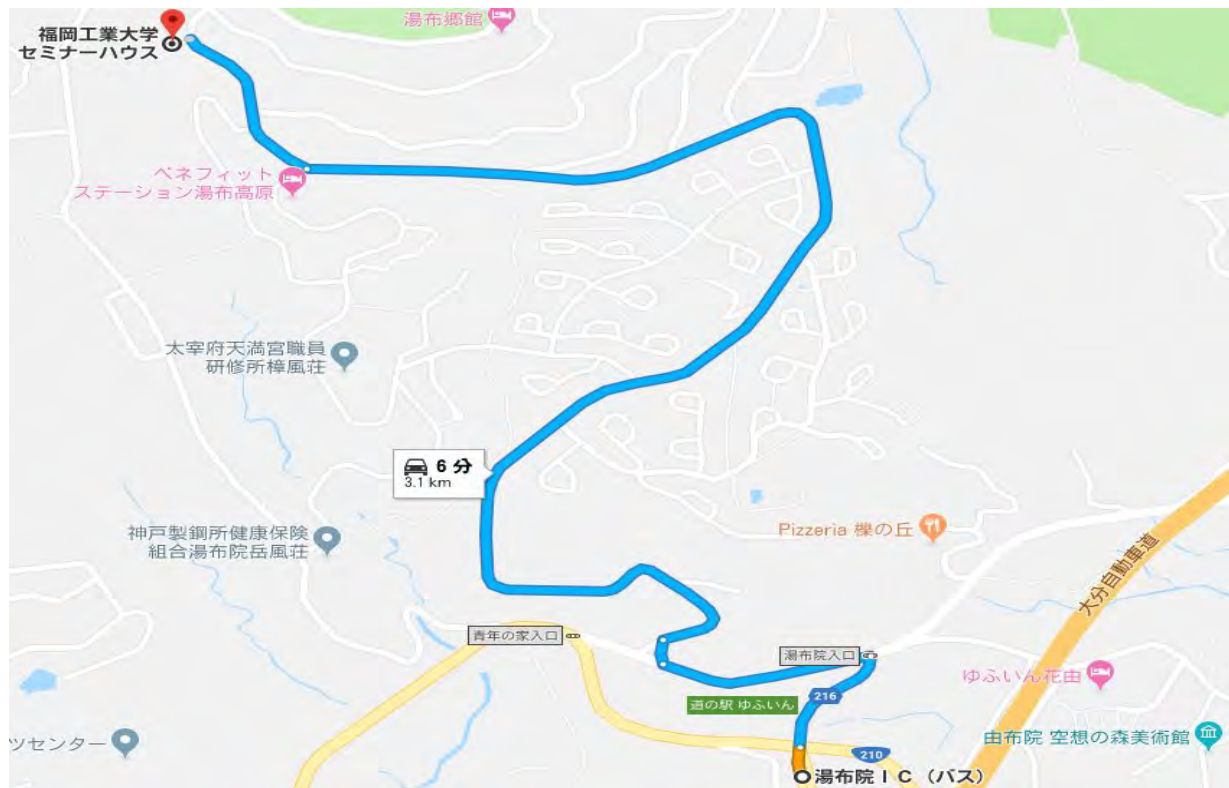 湯布郷館
福岡工業大学
セミナーハウス
ベネフィット
ステーション湯布高原
太宰府天満宮職員
研修所樟風荘
6 分
3.1 km
神戸製鋼所健康保険
組合湯布院岳風荘
Pizzeria 櫟の丘
大分自動車道
青年の家入口
湯布院入口
ゆふいん花由
216
道の駅 ゆふいん
ツセンター
210
由布院 空想の森美術館
湯布院IC（バス）